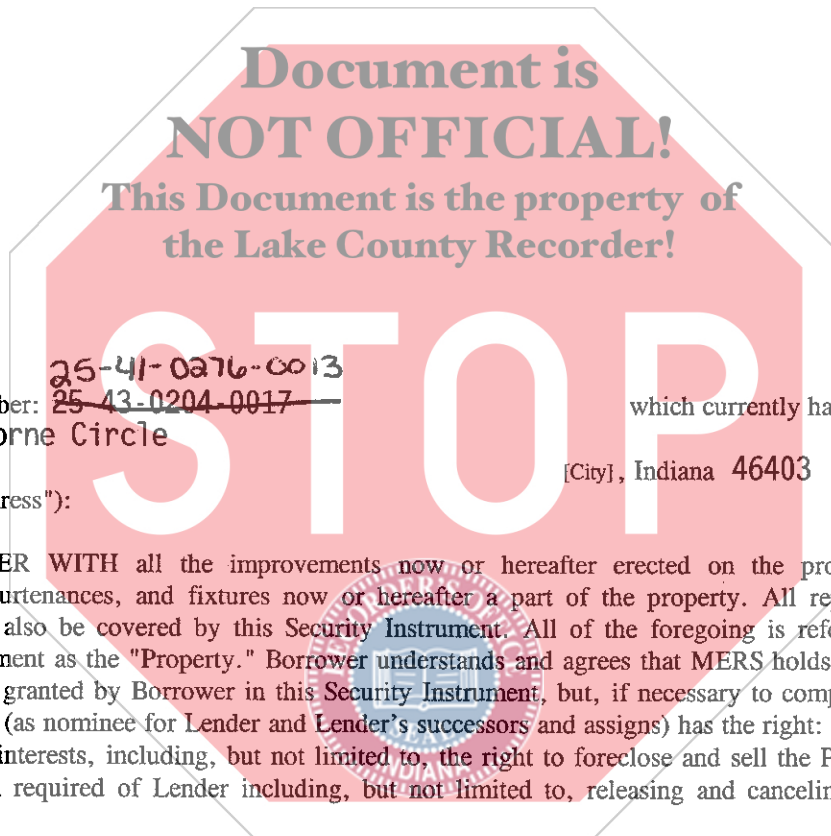 Document is
NOT OFFICIAL!
This Document is the property of
the Lake County Recorder!
STOP
25-41-0276-0013
ber: 25-43-0204-0017 which currently ha
orne Circle
[City], Indiana 46403
ress"):
ER WITH all the improvements now or hereafter erected on the pro
urtenances, and fixtures now or hereafter a part of the property. All re
also be covered by this Security Instrument. All of the foregoing is refe
ment as the "Property." Borrower understands and agrees that MERS holds
granted by Borrower in this Security Instrument, but, if necessary to comp
(as nominee for Lender and Lender's successors and assigns) has the right:
interests, including, but not limited to, the right to foreclose and sell the P
required of Lender including, but not limited to, releasing and cancelin
RECORDER'S OFFICE
SEAL
INDIANA